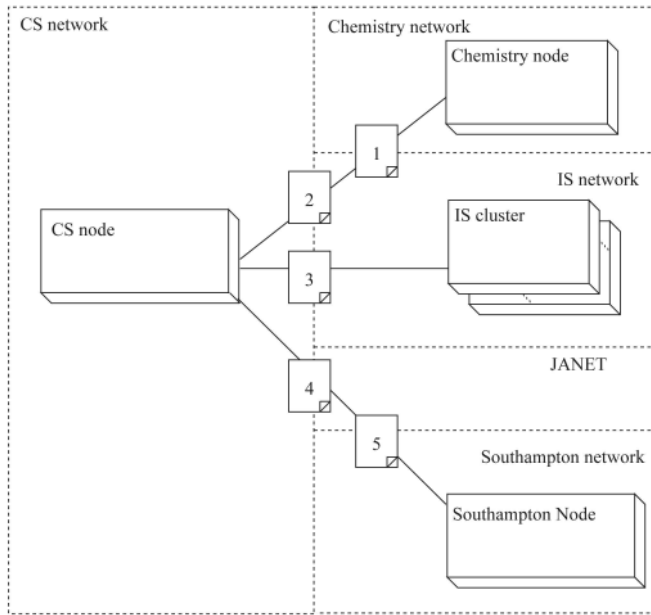 CS network
Chemistry network
Chemistry node
1
2
IS network
CS node
IS cluster
3
JANET
4
5
Southampton network
Southampton Node